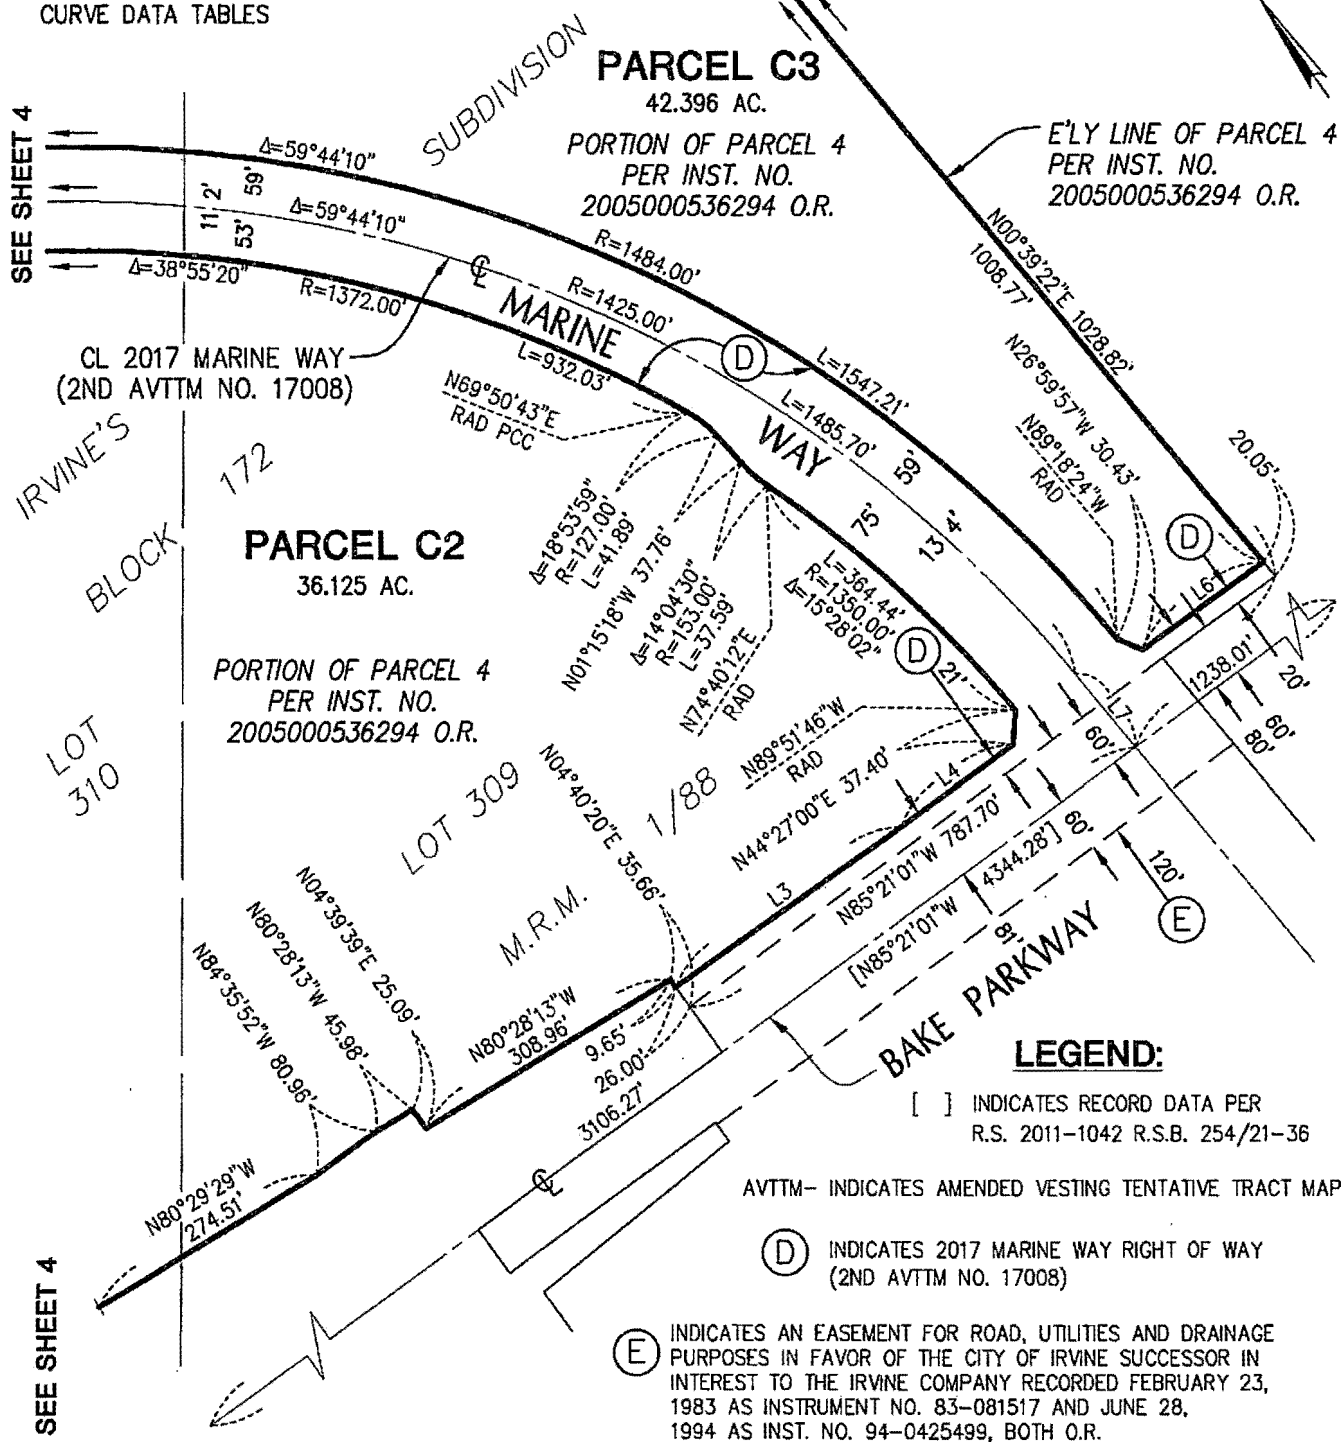 CURVE DATA TABLES
SEE SHEET 4
SUBDIVISION
PARCEL C3
42.396 AC.
PORTION OF PARCEL 4
PER INST. NO.
2005000536294 O.R.
E'LY LINE OF PARCEL 4
PER INST. NO.
2005000536294 O.R.
Δ=59°44'10"
59'
112'
53'
Δ=59°44'10"
Δ=38°55'20"
R=1372.00'
R=1484.00'
R=1425.00'
℄
MARINE
WAY
L=932.03'
D
L=1547.21'
L=1485.70'
59'
75'
134'
N00°39'22"E 1028.82'
1008.77'
N26°59'57"W 30.43'
N89°18'24"W
RAD
20.05'
D
L6
CL 2017 MARINE WAY
(2ND AVTTM NO. 17008)
N69°50'43"E
RAD PCC
IRVINE'S
BLOCK
172
PARCEL C2
36.125 AC.
PORTION OF PARCEL 4
PER INST. NO.
2005000536294 O.R.
Δ=18°53'59"
R=127.00'
L=41.89'
N01°15'18"W 37.76'
Δ=14°04'30"
R=153.00'
L=37.59'
N74°40'12"E
RAD
L=364.44'
R=1350.00'
Δ=15°28'02"
D
21'
1238.01'
20'
60'
80'
L7
60'
N89°51'46"W
RAD
N44°27'00"E 37.40'
L4
LOT
310
LOT 309
1/88
M.R.M.
N04°40'20"E 35.66'
L3
N85°21'01"W 787.70'
[N85°21'01"W 4344.28']
60'
81'
120'
E
BAKE PARKWAY
N04°39'39"E 25.09'
N80°28'13"W 45.98'
N84°35'52"W 80.96'
N80°28'13"W
308.96'
9.65'
26.00'
3106.27'
℄
N80°29'29"W
274.51'
SEE SHEET 4
LEGEND:
[ ] INDICATES RECORD DATA PER
R.S. 2011-1042 R.S.B. 254/21-36
AVTTM- INDICATES AMENDED VESTING TENTATIVE TRACT MAP
D INDICATES 2017 MARINE WAY RIGHT OF WAY
(2ND AVTTM NO. 17008)
E INDICATES AN EASEMENT FOR ROAD, UTILITIES AND DRAINAGE
PURPOSES IN FAVOR OF THE CITY OF IRVINE SUCCESSOR IN
INTEREST TO THE IRVINE COMPANY RECORDED FEBRUARY 23,
1983 AS INSTRUMENT NO. 83-081517 AND JUNE 28,
1994 AS INST. NO. 94-0425499, BOTH O.R.